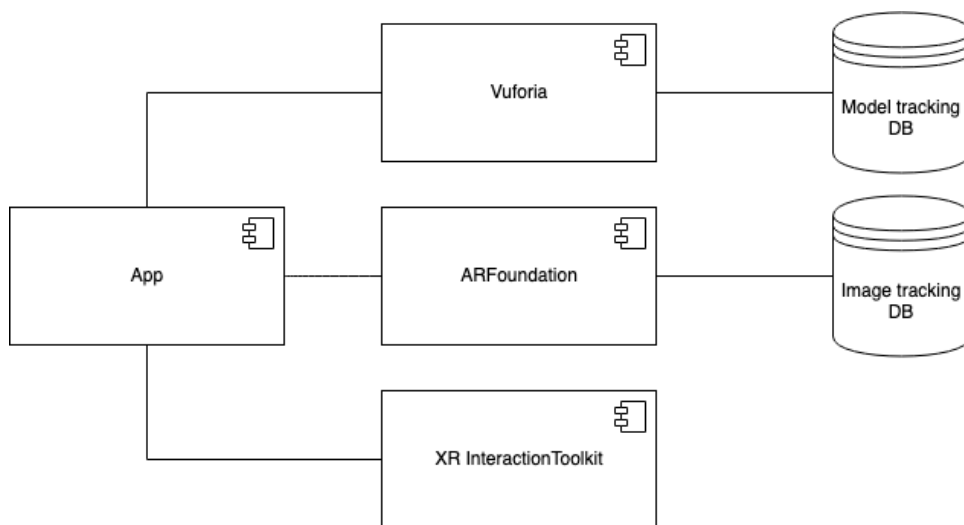 Vuforia
Model tracking
DB
App
ARFoundation
Image tracking
DB
XR InteractionToolkit